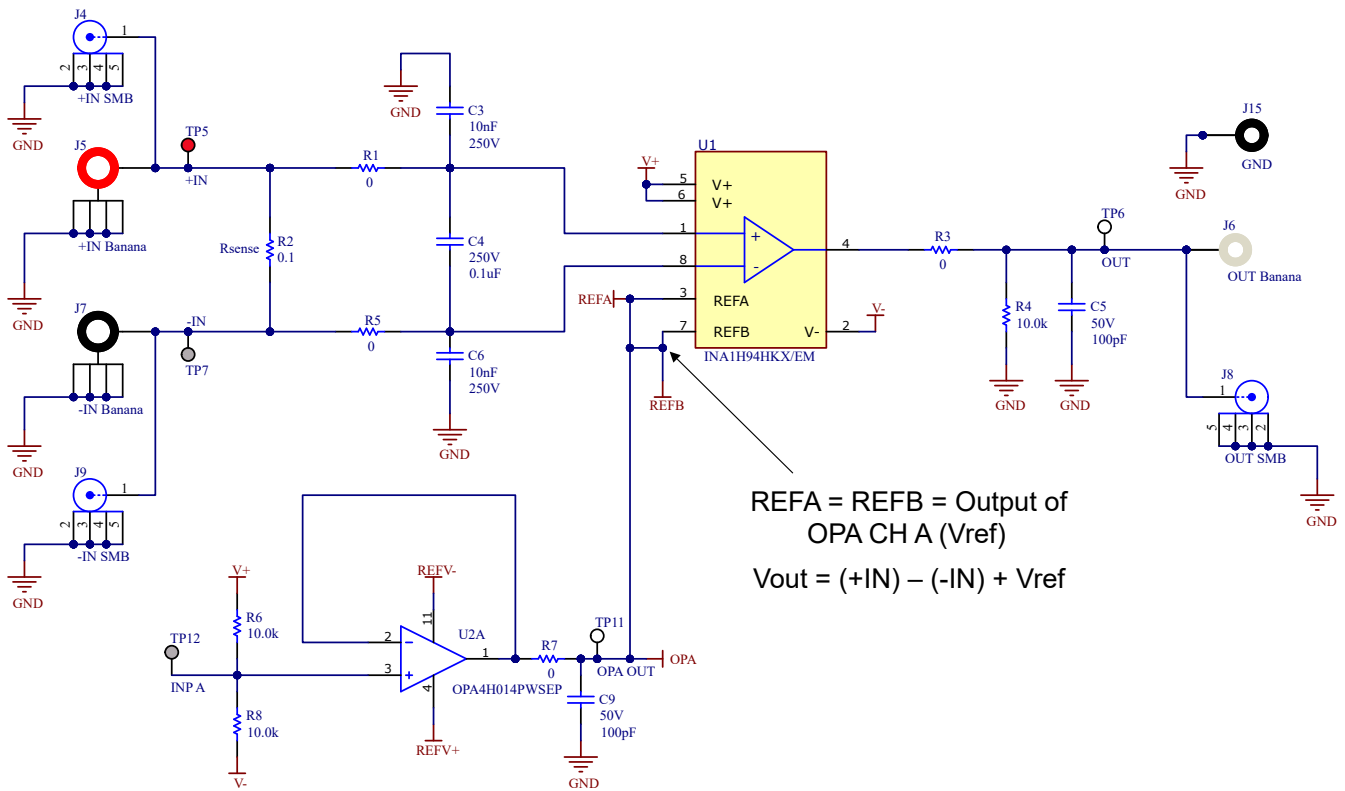 J4
1
2
3
4
5
+IN SMB
GND
J5
+IN Banana
GND
TP5
+IN
R1
0
GND
C3
10nF
250V
Rsense
R2
0.1
C4
250V
0.1uF
J7
-IN Banana
GND
-IN
TP7
R5
0
C6
10nF
250V
GND
J9
1
2
3
4
5
-IN SMB
GND
U1
V+
5
V+
6
V+
1
+
8
-
REFA
3
REFA
7
REFB
REFB
4
V-
2
V-
INA1H94HKX/EM
R3
0
R4
10.0k
GND
C5
50V
100pF
GND
TP6
OUT
J15
GND
GND
J6
OUT Banana
J8
1
5
4
3
2
OUT SMB
GND
REFA = REFB = Output of
OPA CH A (Vref)
Vout = (+IN) – (-IN) + Vref
V+
R6
10.0k
TP12
INP A
R8
10.0k
V-
REFV-
11
2
−
3
+
1
4
REFV+
U2A
OPA4H014PWSEP
R7
0
TP11
OPA OUT
OPA
C9
50V
100pF
GND